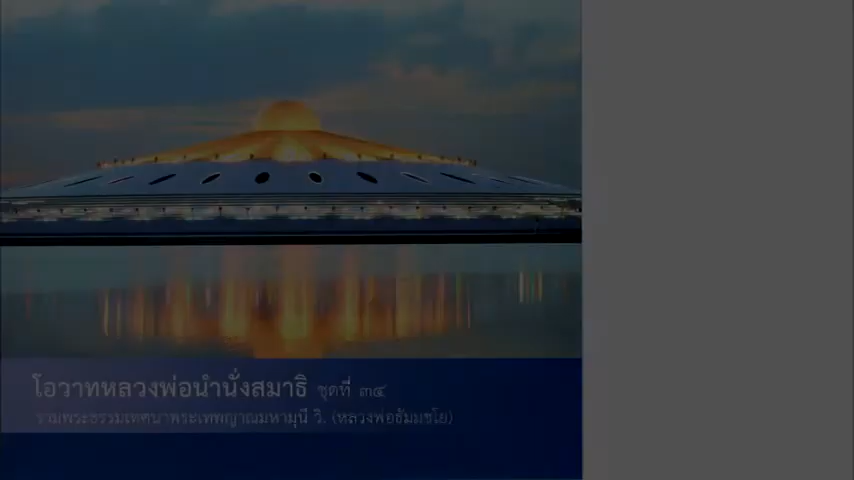 โอวาทหลวงพ่อนำนั่งสมาธิ ชุดที่ ๓๔
รวมพระธรรมเทศนาพระเทพญาณมหามุนี วิ. (หลวงพ่อธัมมชโย)